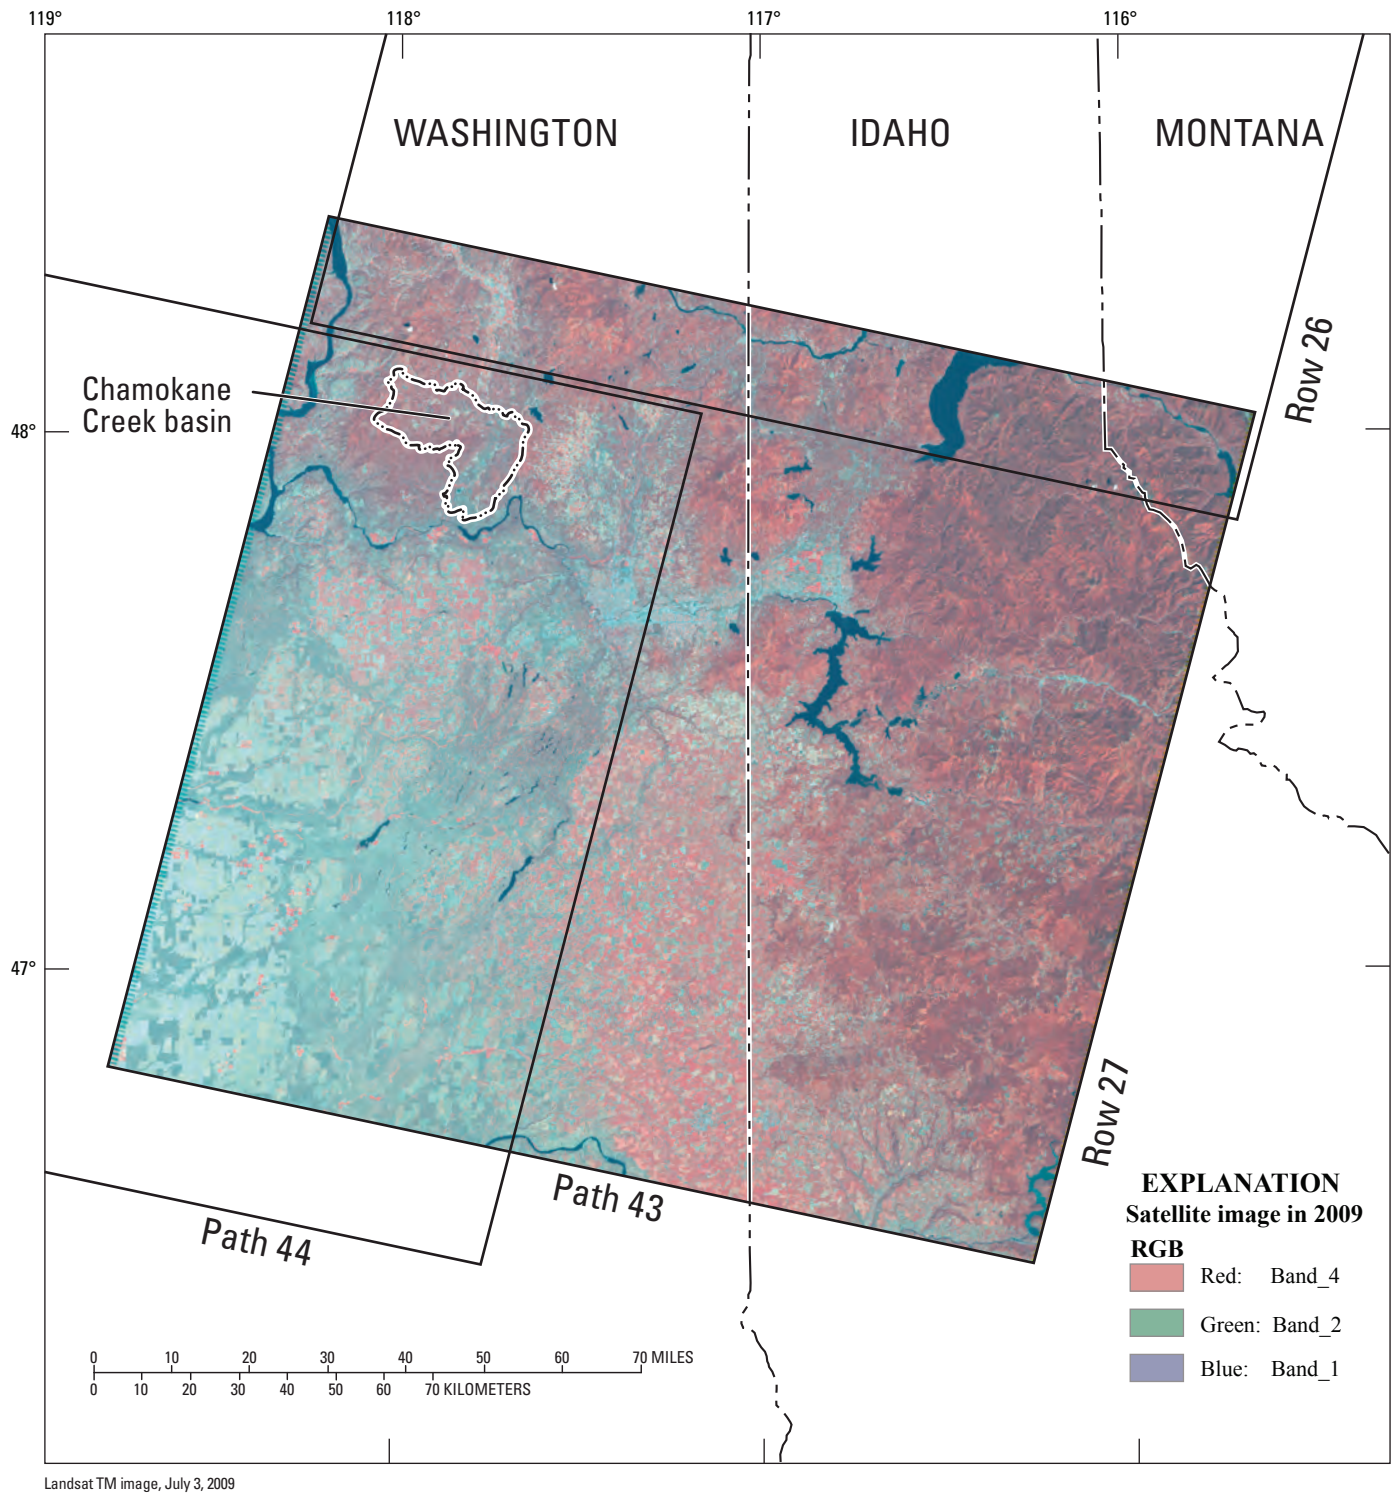 119°
118°
117°
116°
WASHINGTON
IDAHO
MONTANA
Row 26
Chamokane
Creek basin
48°
47°
Row 27
Path 43
Path 44
EXPLANATION
Satellite image in 2009
RGB
Red: Band_4
Green: Band_2
Blue: Band_1
0 10 20 30 40 50 60 70 MILES
0 10 20 30 40 50 60 70 KILOMETERS
Landsat TM image, July 3, 2009